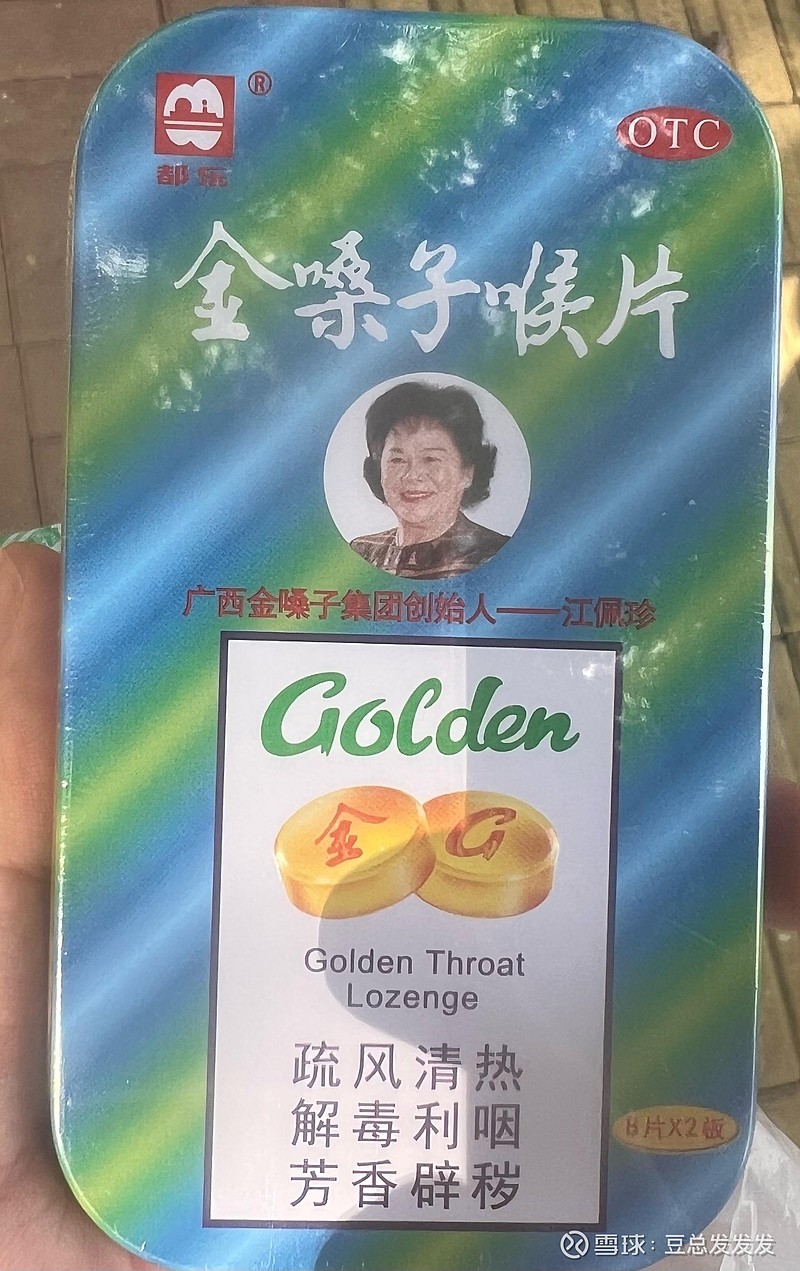 ®
都乐
OTC
金嗓子喉片
广西金嗓子集团创始人——江佩珍
Golden
金 G
Golden Throat
Lozenge
疏风清热
解毒利咽
芳香辟秽
8片X2板
雪球：豆总发发发